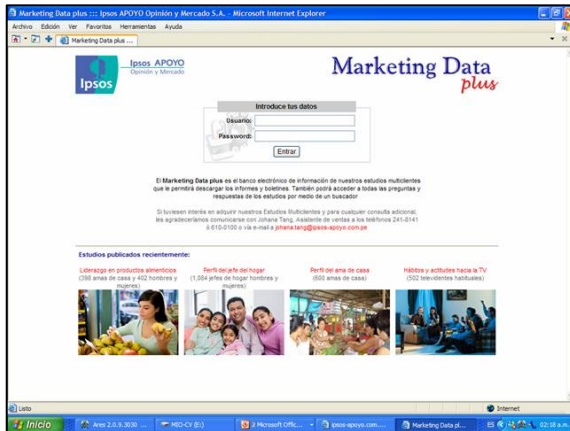 Marketing Data plus ::: Ipsos APOYO Opinión y Mercado S.A. - Microsoft Internet Explorer
Archivo Edición Ver Favoritos Herramientas Ayuda
Marketing Data plus ...
Ipsos
Ipsos APOYO
Opinión y Mercado
Marketing Data
plus
Introduce tus datos
Usuario:
Password:
Entrar
El Marketing Data plus es el banco electrónico de información de nuestros estudios multiclientes
que le permitirá descargar los informes y boletines. También podrá acceder a todas las preguntas y
respuestas de los estudios por medio de un buscador
Si tuviesen interés en adquirir nuestros Estudios Multiclientes y para cualquier consulta adicional,
les agradeceríamos comunicarse con Johana Tang, Asistente de ventas a los teléfonos 241-8141
ó 610-0100 o vía e-mail a johana.tang@ipsos-apoyo.com.pe
Estudios publicados recientemente:
Liderazgo en productos alimenticios
(398 amas de casa y 402 hombres y
mujeres)
Perfil del jefe del hogar
(1,084 jefes de hogar hombres y
mujeres)
Perfil del ama de casa
(600 amas de casa)
Hábitos y actitudes hacia la TV
(502 televidentes habituales)
Listo
Internet
Inicio
Ares 2.0.9.3030 ...
MIO-CV (E:)
2 Microsoft Offic...
ipsos-apoyo.com....
Marketing Data pl...
ES
02:18 a.m.